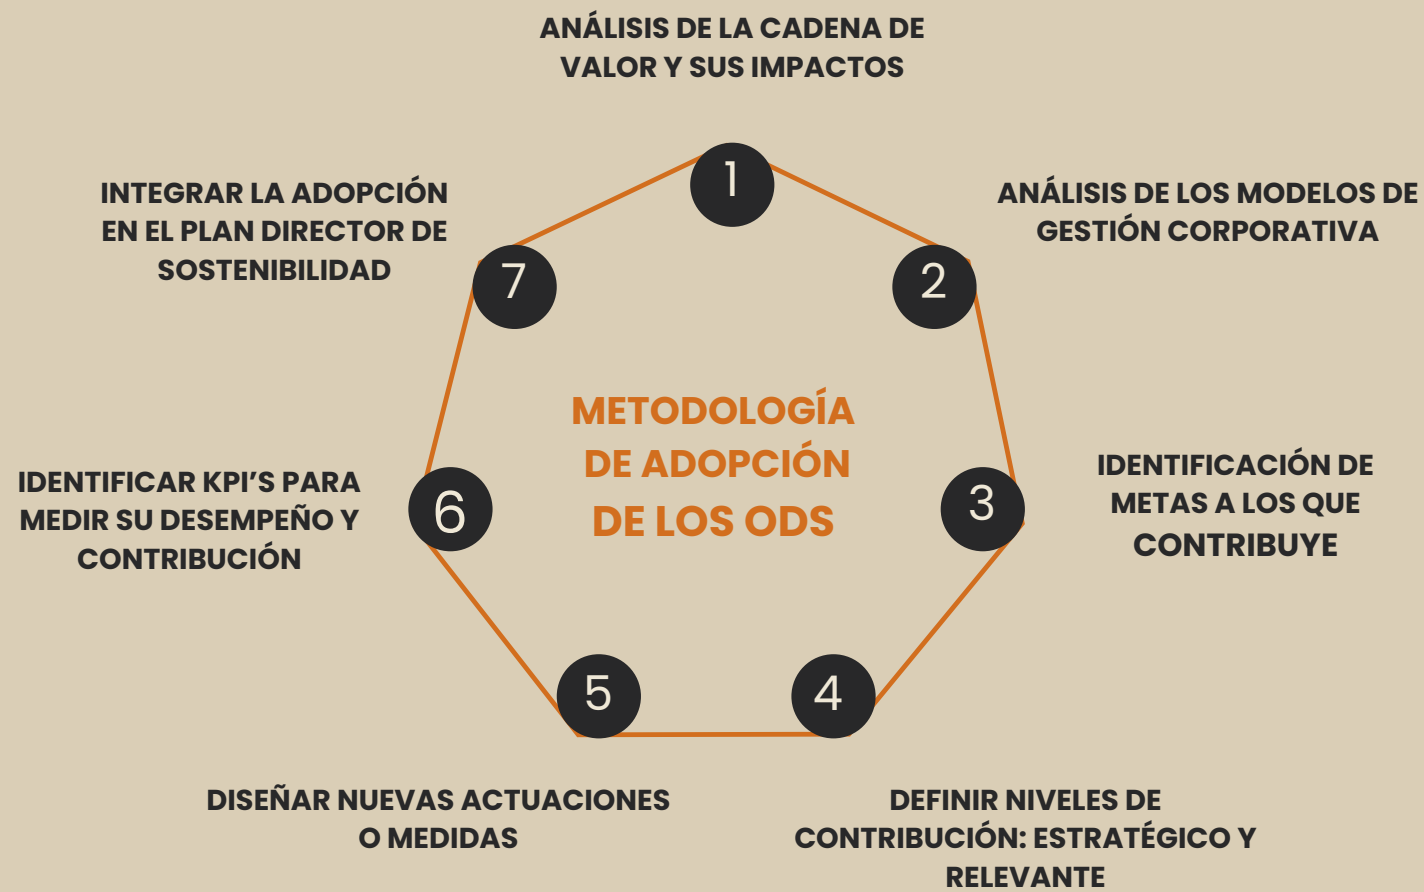 ANÁLISIS DE LA CADENA DE
VALOR Y SUS IMPACTOS
1
ANÁLISIS DE LOS MODELOS DE
GESTIÓN CORPORATIVA
2
IDENTIFICACIÓN DE
METAS A LOS QUE
CONTRIBUYE
3
DEFINIR NIVELES DE
CONTRIBUCIÓN: ESTRATÉGICO Y
RELEVANTE
4
DISEÑAR NUEVAS ACTUACIONES
O MEDIDAS
5
IDENTIFICAR KPI’S PARA
MEDIR SU DESEMPEÑO Y
CONTRIBUCIÓN
6
INTEGRAR LA ADOPCIÓN
EN EL PLAN DIRECTOR DE
SOSTENIBILIDAD
7
METODOLOGÍA
DE ADOPCIÓN
DE LOS ODS